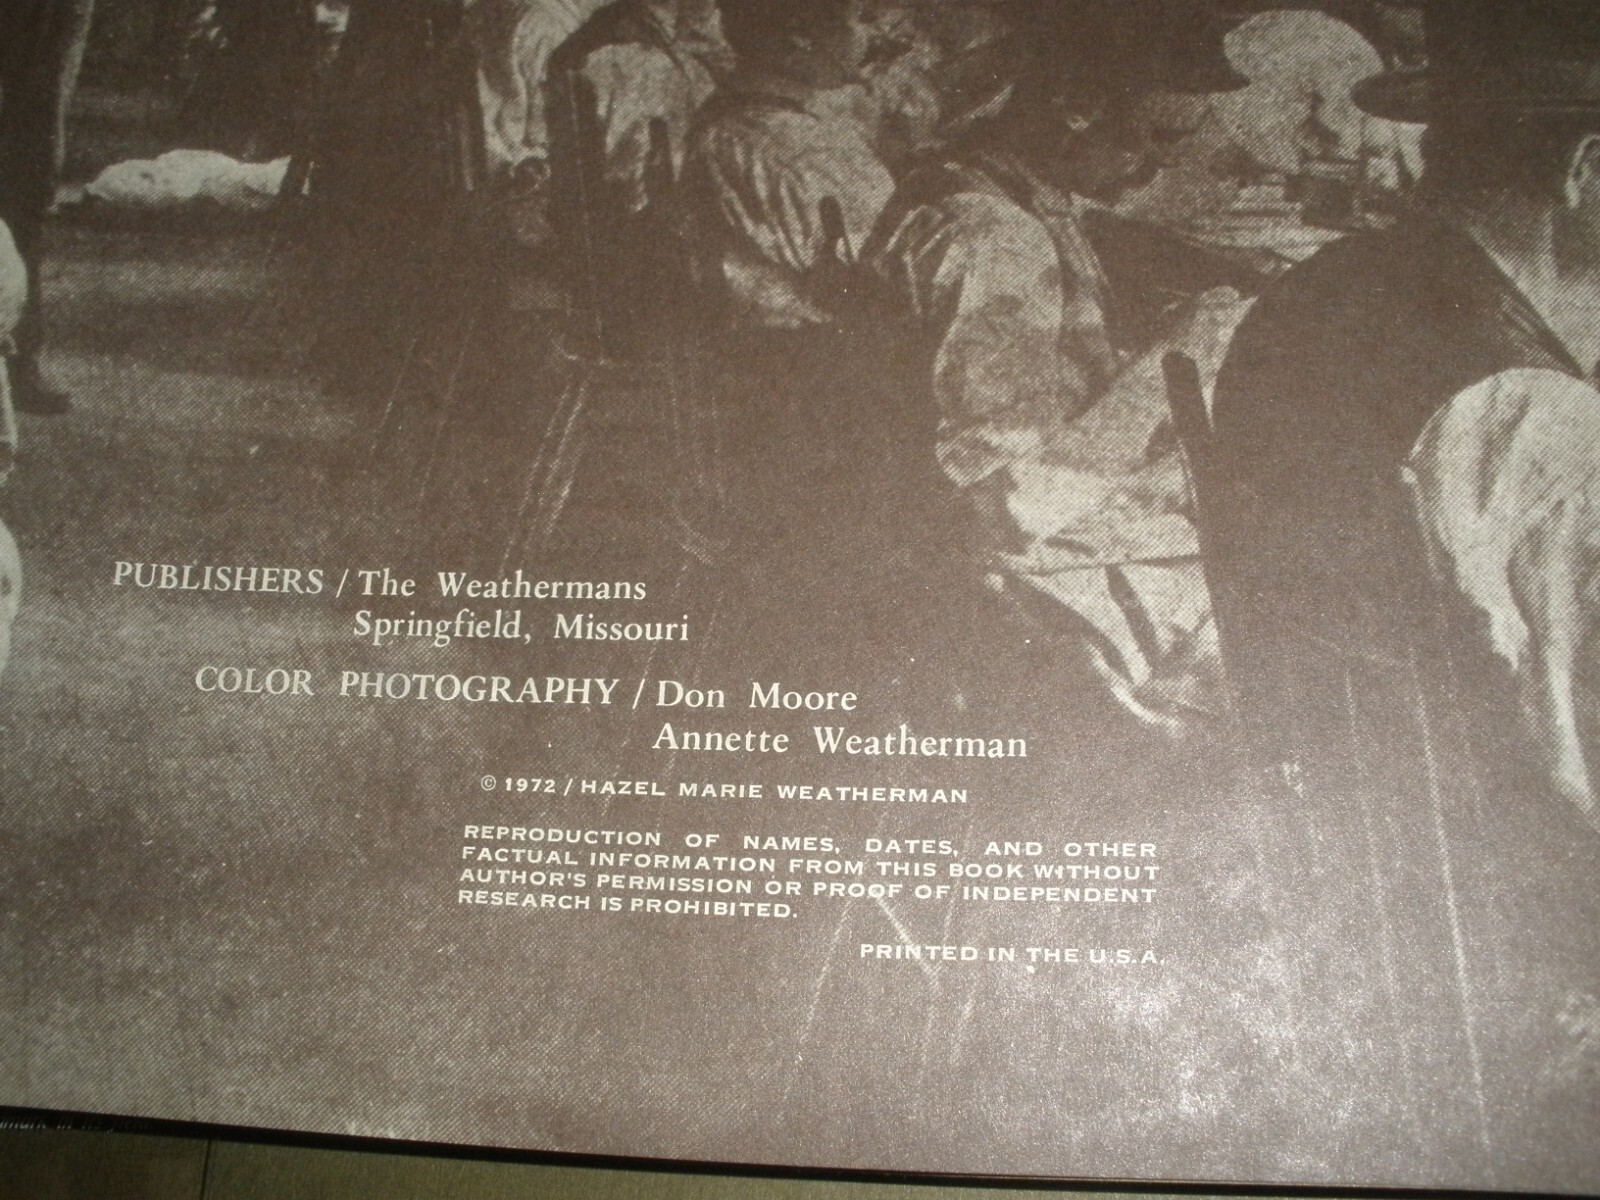 PUBLISHERS / The Weathermans
Springfield, Missouri
COLOR PHOTOGRAPHY / Don Moore
Annette Weatherman
© 1972 / HAZEL MARIE WEATHERMAN
REPRODUCTION OF NAMES, DATES, AND OTHER
FACTUAL INFORMATION FROM THIS BOOK WITHOUT
AUTHOR'S PERMISSION OR PROOF OF INDEPENDENT
RESEARCH IS PROHIBITED.
PRINTED IN THE U.S.A.